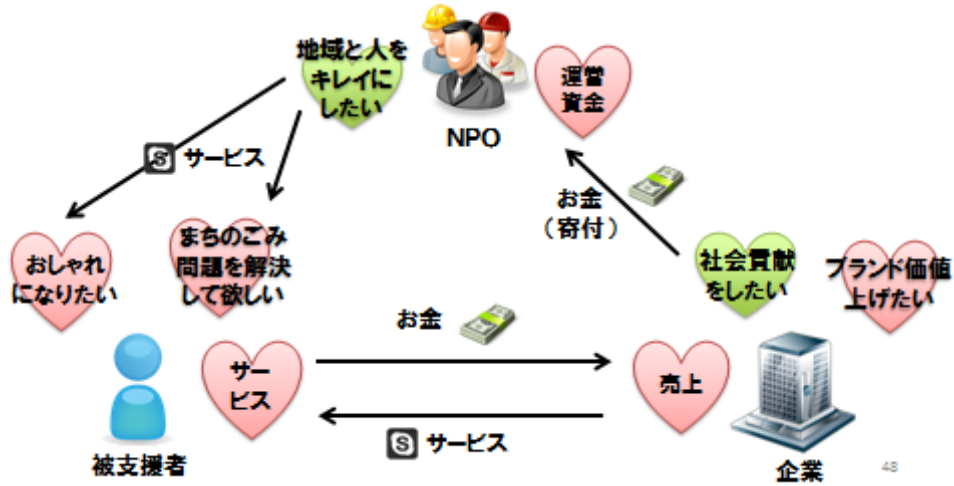 地域と人を
キレイに
したい
運営
資金
NPO
S サービス
お金
（寄付）
おしゃれ
になりたい
まちのごみ
問題を解決
して欲しい
社会貢献
をしたい
ブランド価値
上げたい
お金
サー
ビス
売上
S サービス
被支援者
企業
48